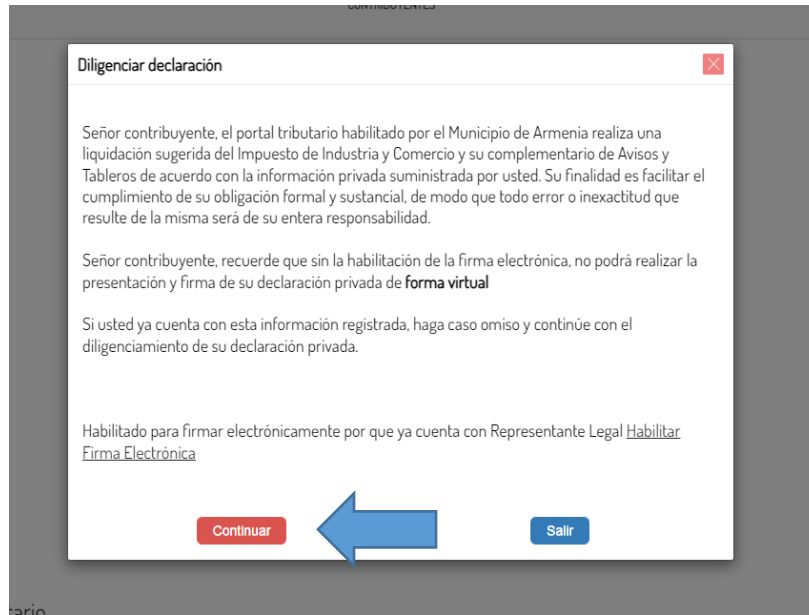 CONTRIBUYENTES
Diligenciar declaración
Señor contribuyente, el portal tributario habilitado por el Municipio de Armenia realiza una
liquidación sugerida del Impuesto de Industria y Comercio y su complementario de Avisos y
Tableros de acuerdo con la información privada suministrada por usted. Su finalidad es facilitar el
cumplimiento de su obligación formal y sustancial, de modo que todo error o inexactitud que
resulte de la misma será de su entera responsabilidad.
Señor contribuyente, recuerde que sin la habilitación de la firma electrónica, no podrá realizar la
presentación y firma de su declaración privada de forma virtual
Si usted ya cuenta con esta información registrada, haga caso omiso y continúe con el
diligenciamiento de su declaración privada.
Habilitado para firmar electrónicamente por que ya cuenta con Representante Legal Habilitar
Firma Electrónica
Continuar
Salir